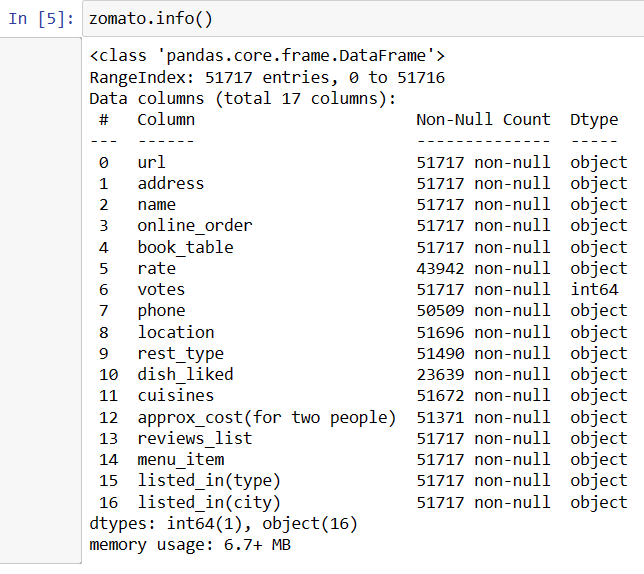 In [5]: zomato.info()
<class 'pandas.core.frame.DataFrame'>
RangeIndex: 51717 entries, 0 to 51716
Data columns (total 17 columns):
 #   Column                       Non-Null Count  Dtype
---  ------                       --------------  -----
 0   url                          51717 non-null  object
 1   address                      51717 non-null  object
 2   name                         51717 non-null  object
 3   online_order                 51717 non-null  object
 4   book_table                   51717 non-null  object
 5   rate                         43942 non-null  object
 6   votes                        51717 non-null  int64
 7   phone                        50509 non-null  object
 8   location                     51696 non-null  object
 9   rest_type                    51490 non-null  object
 10  dish_liked                   23639 non-null  object
 11  cuisines                     51672 non-null  object
 12  approx_cost(for two people)  51371 non-null  object
 13  reviews_list                 51717 non-null  object
 14  menu_item                    51717 non-null  object
 15  listed_in(type)              51717 non-null  object
 16  listed_in(city)              51717 non-null  object
dtypes: int64(1), object(16)
memory usage: 6.7+ MB